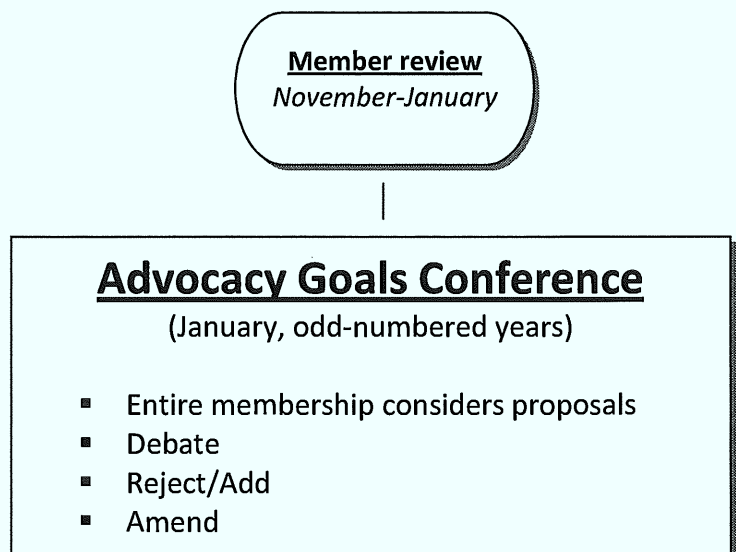 Member review
November-January
Advocacy Goals Conference
(January, odd-numbered years)
▪ Entire membership considers proposals
▪ Debate
▪ Reject/Add
▪ Amend